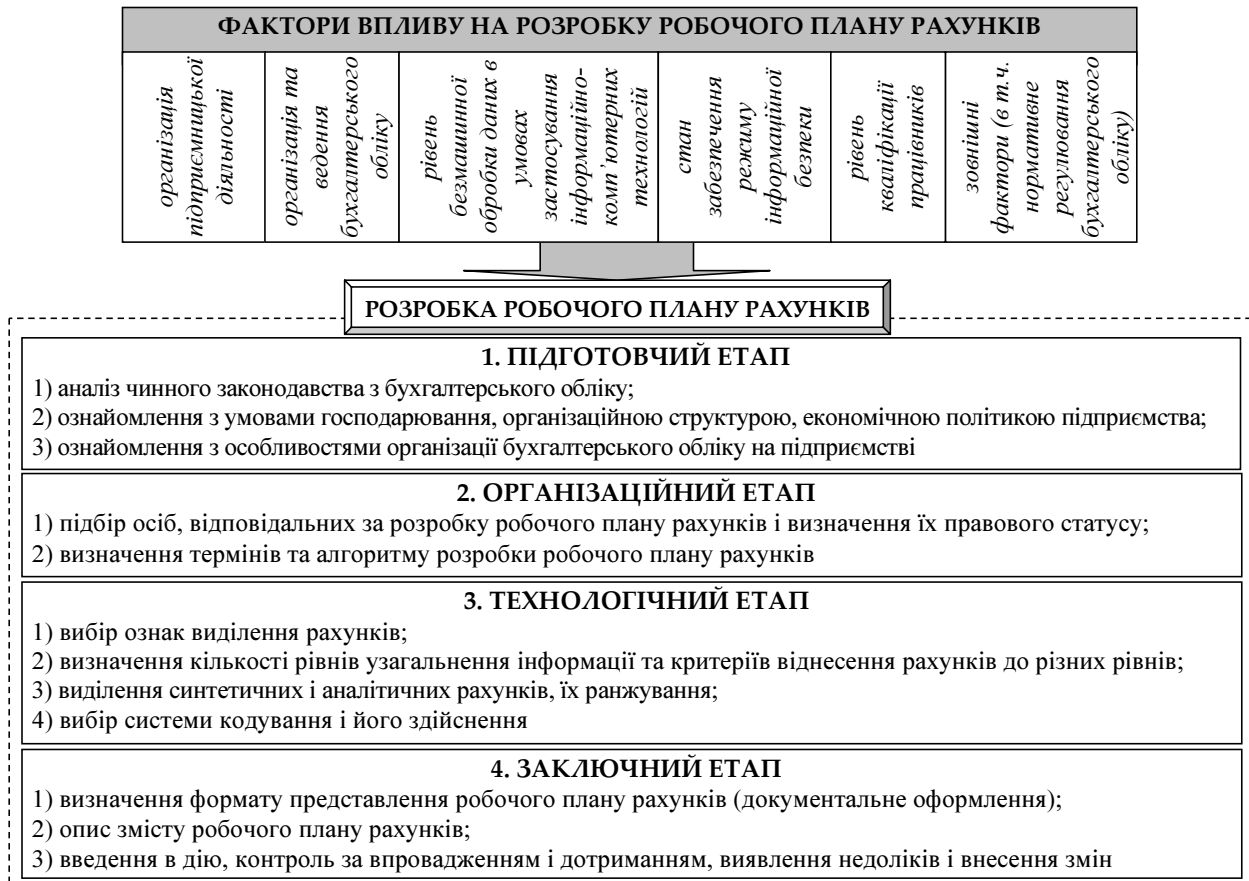 ФАКТОРИ ВПЛИВУ НА РОЗРОБКУ РОБОЧОГО ПЛАНУ РАХУНКІВ
організація
підприємницької
діяльності
організація та
ведення
бухгалтерського
обліку
рівень
безмашинної
обробки даних в
умовах
застосування
інформаційно-
комп’ютерних
технологій
стан
забезпечення
режиму
інформаційної
безпеки
рівень
кваліфікації
працівників
зовнішні
фактори (в т.ч.
нормативне
регулювання
бухгалтерського
обліку)
РОЗРОБКА РОБОЧОГО ПЛАНУ РАХУНКІВ
1. ПІДГОТОВЧИЙ ЕТАП
1) аналіз чинного законодавства з бухгалтерського обліку;
2) ознайомлення з умовами господарювання, організаційною структурою, економічною політикою підприємства;
3) ознайомлення з особливостями організації бухгалтерського обліку на підприємстві
2. ОРГАНІЗАЦІЙНИЙ ЕТАП
1) підбір осіб, відповідальних за розробку робочого плану рахунків і визначення їх правового статусу;
2) визначення термінів та алгоритму розробки робочого плану рахунків
3. ТЕХНОЛОГІЧНИЙ ЕТАП
1) вибір ознак виділення рахунків;
2) визначення кількості рівнів узагальнення інформації та критеріїв віднесення рахунків до різних рівнів;
3) виділення синтетичних і аналітичних рахунків, їх ранжування;
4) вибір системи кодування і його здійснення
4. ЗАКЛЮЧНИЙ ЕТАП
1) визначення формату представлення робочого плану рахунків (документальне оформлення);
2) опис змісту робочого плану рахунків;
3) введення в дію, контроль за впровадженням і дотриманням, виявлення недоліків і внесення змін